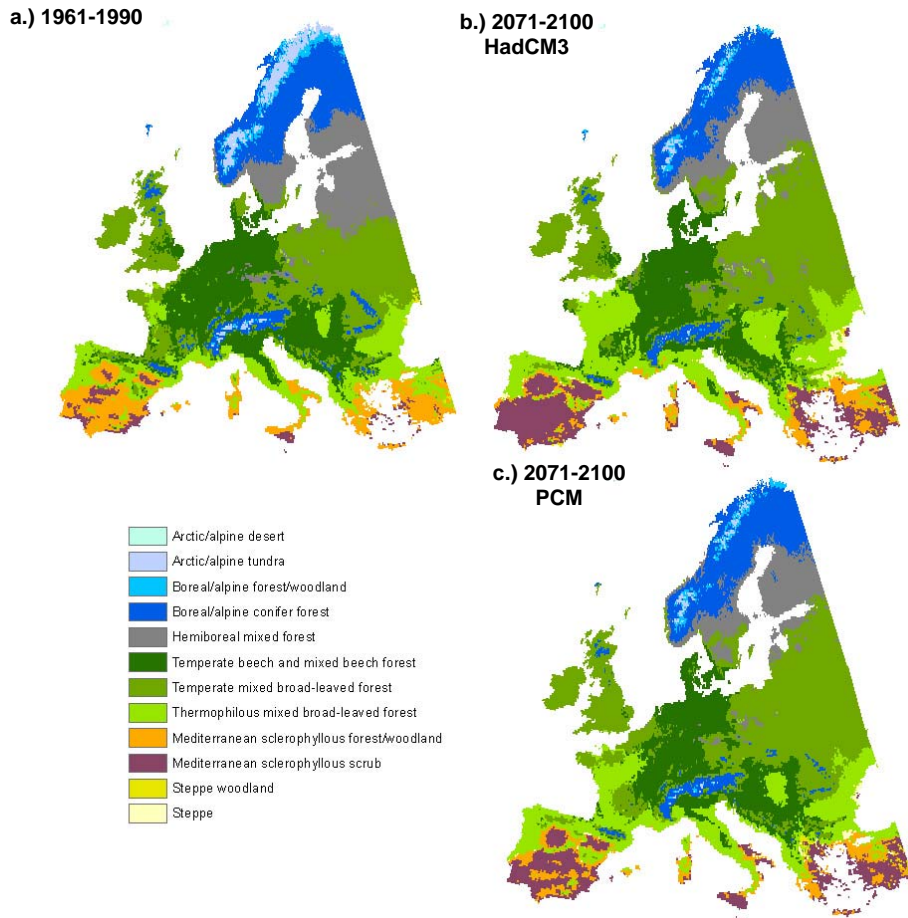 a.) 1961-1990
b.) 2071-2100
HadCM3
c.) 2071-2100
PCM
Arctic/alpine desert
Arctic/alpine tundra
Boreal/alpine forest/woodland
Boreal/alpine conifer forest
Hemiboreal mixed forest
Temperate beech and mixed beech forest
Temperate mixed broad-leaved forest
Thermophilous mixed broad-leaved forest
Mediterranean sclerophyllous forest/woodland
Mediterranean sclerophyllous scrub
Steppe woodland
Steppe